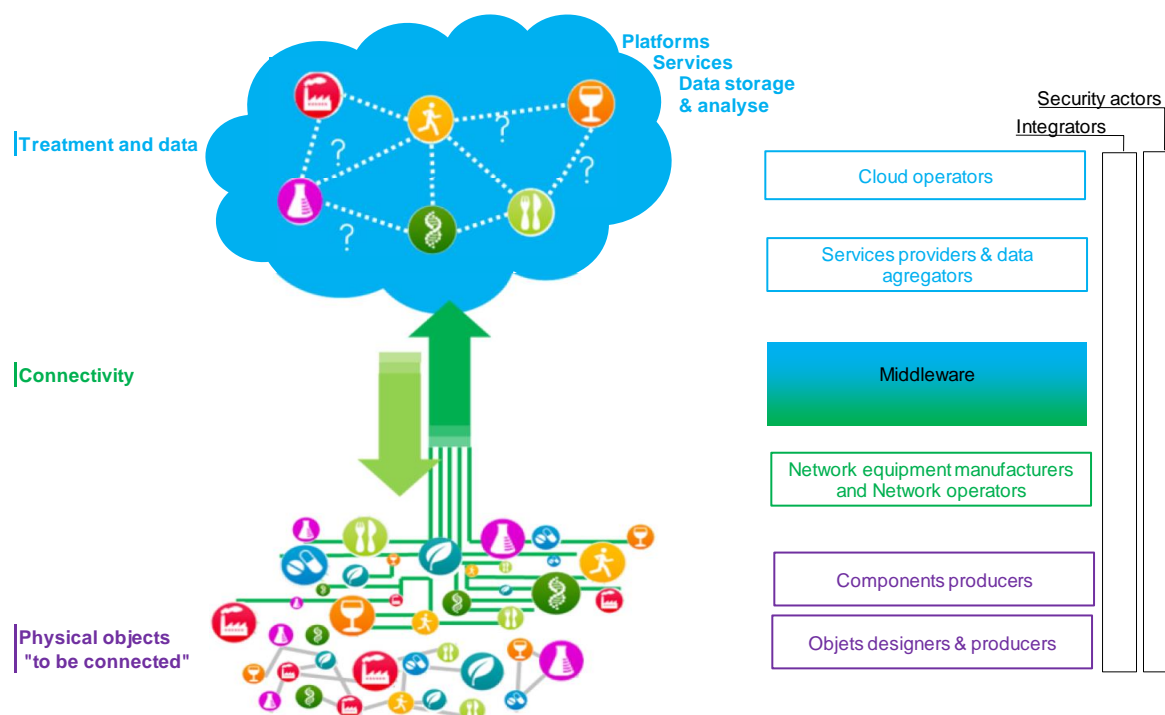 Platforms
Services
Data storage
& analyse
Security actors
Integrators
Treatment and data
Cloud operators
?
?
?
?
Services providers & data
agregators
Connectivity
Middleware
Network equipment manufacturers
and Network operators
Components producers
Physical objects
"to be connected"
Objets designers & producers